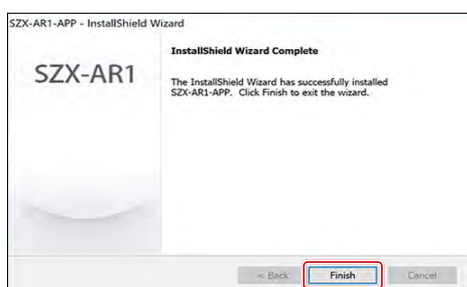 SZX-AR1-APP - InstallShield Wizard
InstallShield Wizard Complete
SZX-AR1
The InstallShield Wizard has successfully installed
SZX-AR1-APP. Click Finish to exit the wizard.
< Back
Finish
Cancel